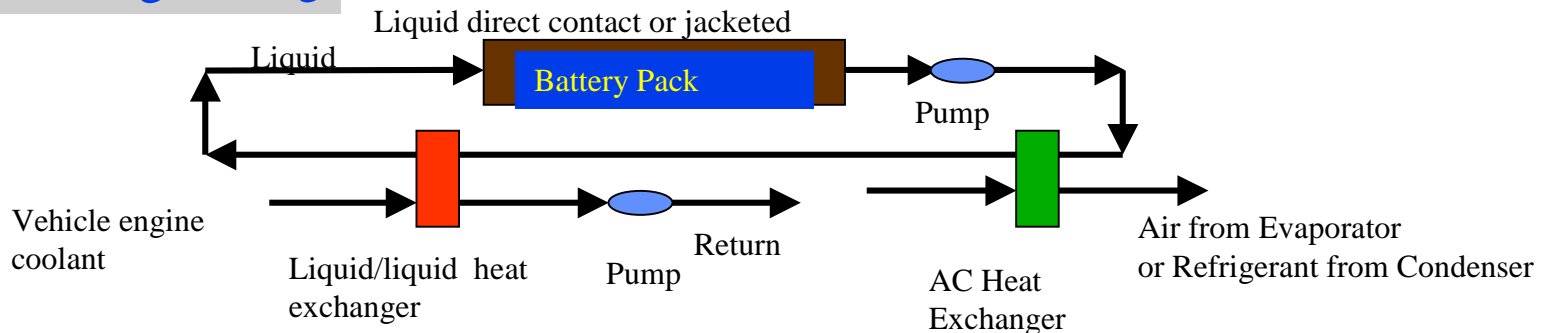 Liquid direct contact or jacketed
Liquid
Battery Pack
Pump
Vehicle engine
coolant
Liquid/liquid heat
exchanger
Pump
Return
AC Heat
Exchanger
Air from Evaporator
or Refrigerant from Condenser